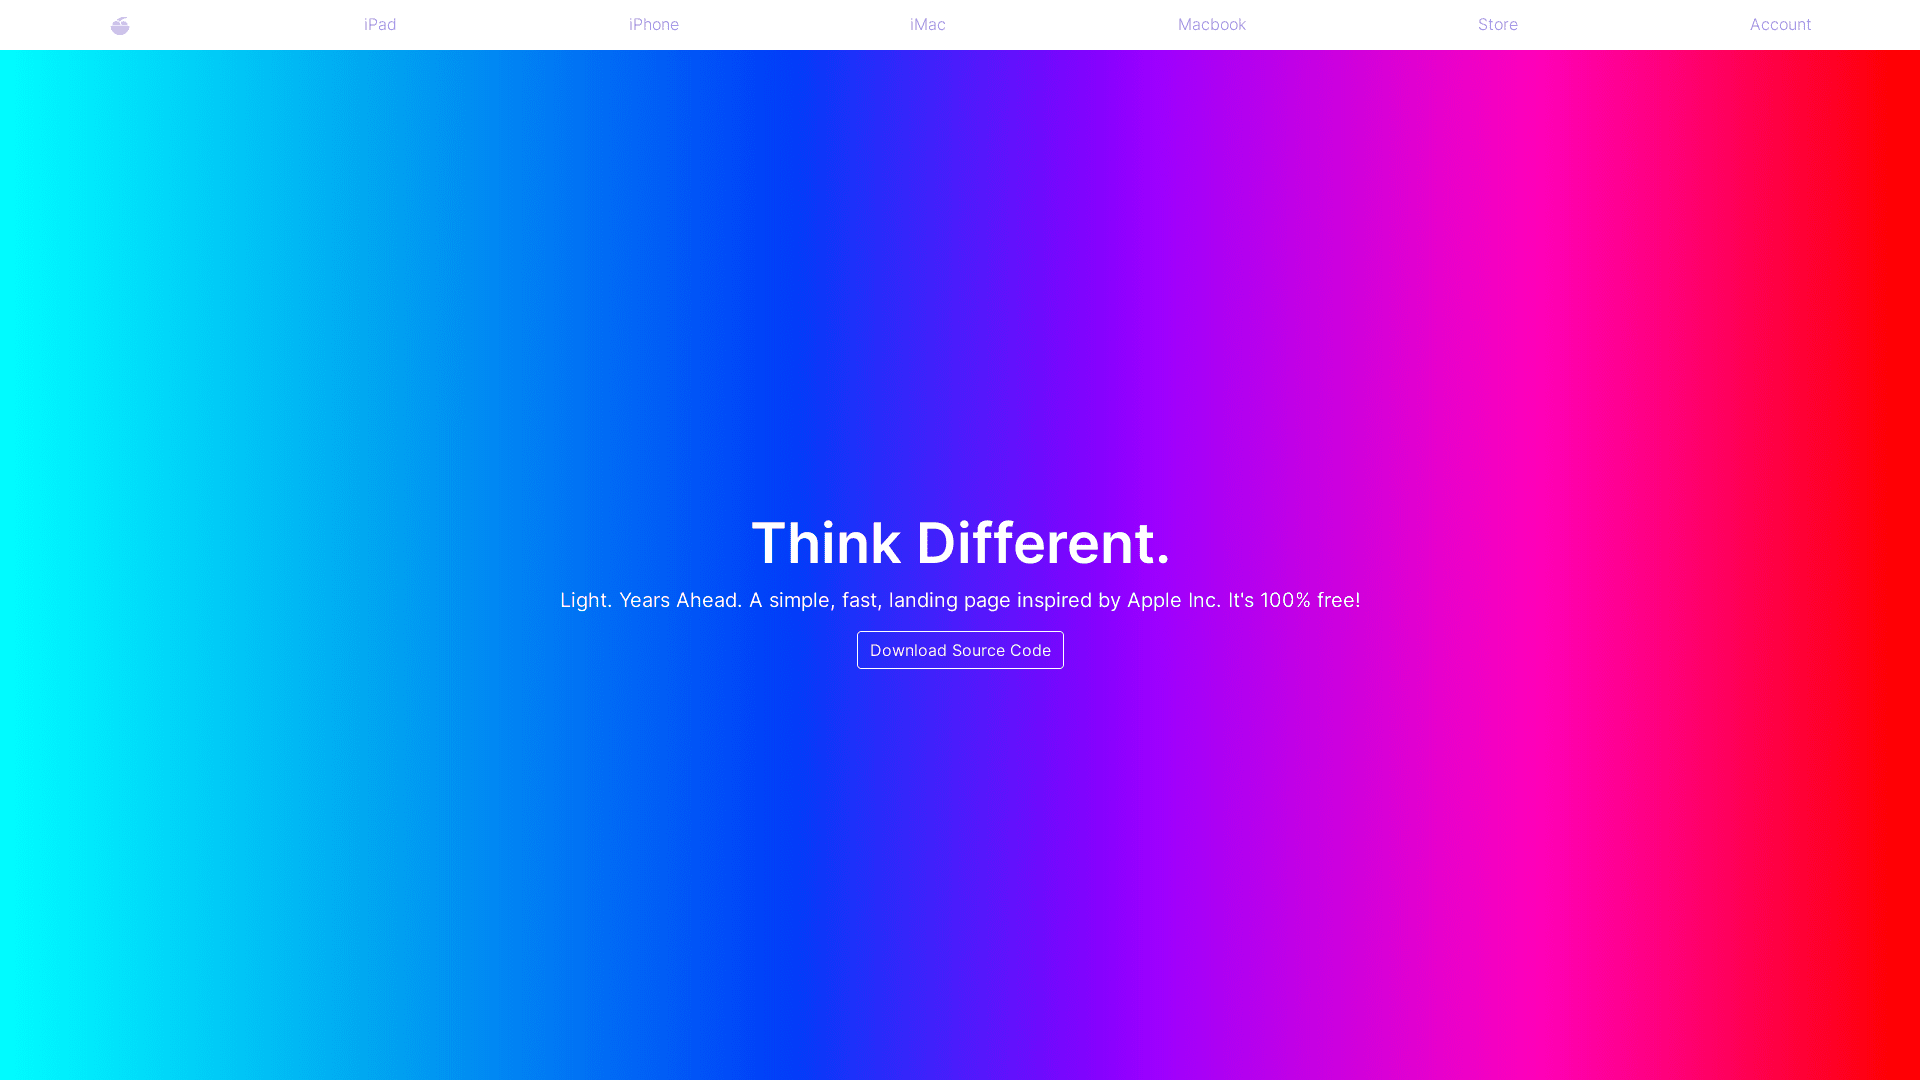 iPad iPhone iMac Macbook Store Account
Think Different.
Light. Years Ahead. A simple, fast, landing page inspired by Apple Inc. It's 100% free!
Download Source Code